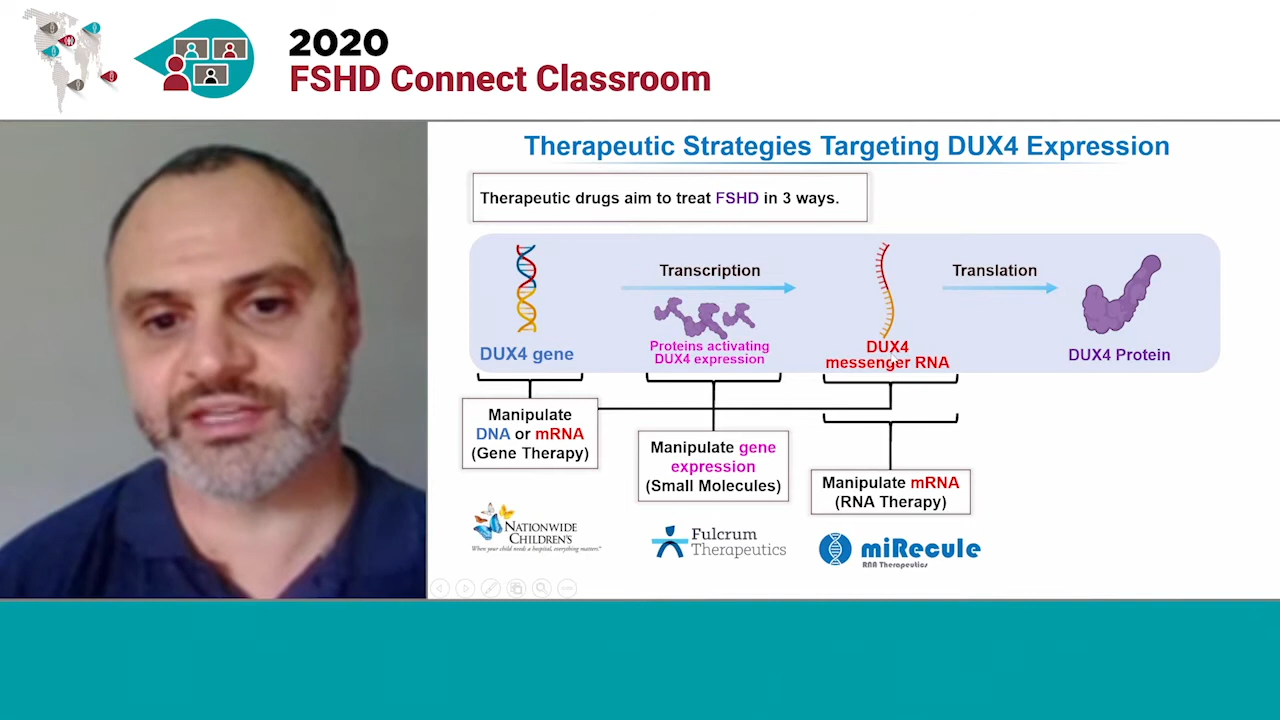 2020
FSHD Connect Classroom
Therapeutic Strategies Targeting DUX4 Expression
Therapeutic drugs aim to treat FSHD in 3 ways.
Transcription
Translation
Proteins activating
DUX4 expression
DUX4 gene
DUX4
messenger RNA
DUX4 Protein
Manipulate
DNA or mRNA
(Gene Therapy)
Manipulate gene
expression
(Small Molecules)
Manipulate mRNA
(RNA Therapy)
NATIONWIDE
CHILDREN'S
When your child needs a hospital, everything matters.™
Fulcrum
Therapeutics
miRecule
RNA Therapeutics